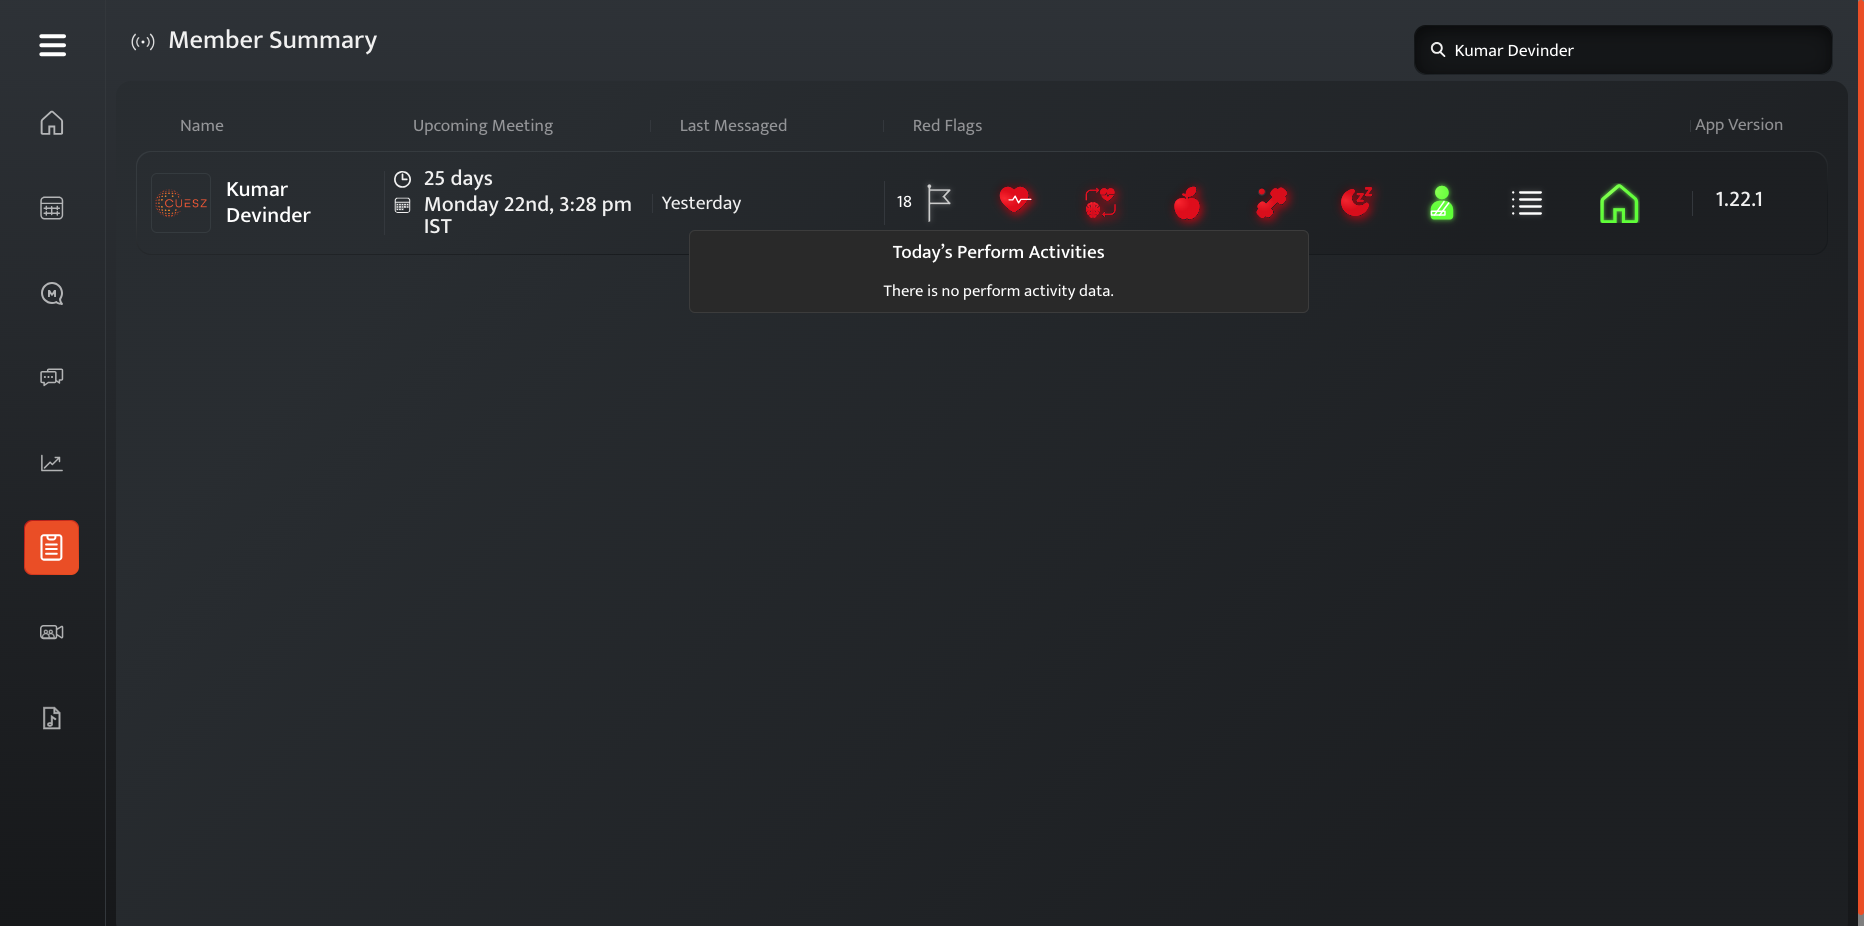 Member Summary
Kumar Devinder
Name
Upcoming Meeting
Last Messaged
Red Flags
App Version
CUESZ
Kumar
Devinder
25 days
Monday 22nd, 3:28 pm
IST
Yesterday
18
z z
1.22.1
Today’s Perform Activities
There is no perform activity data.
M